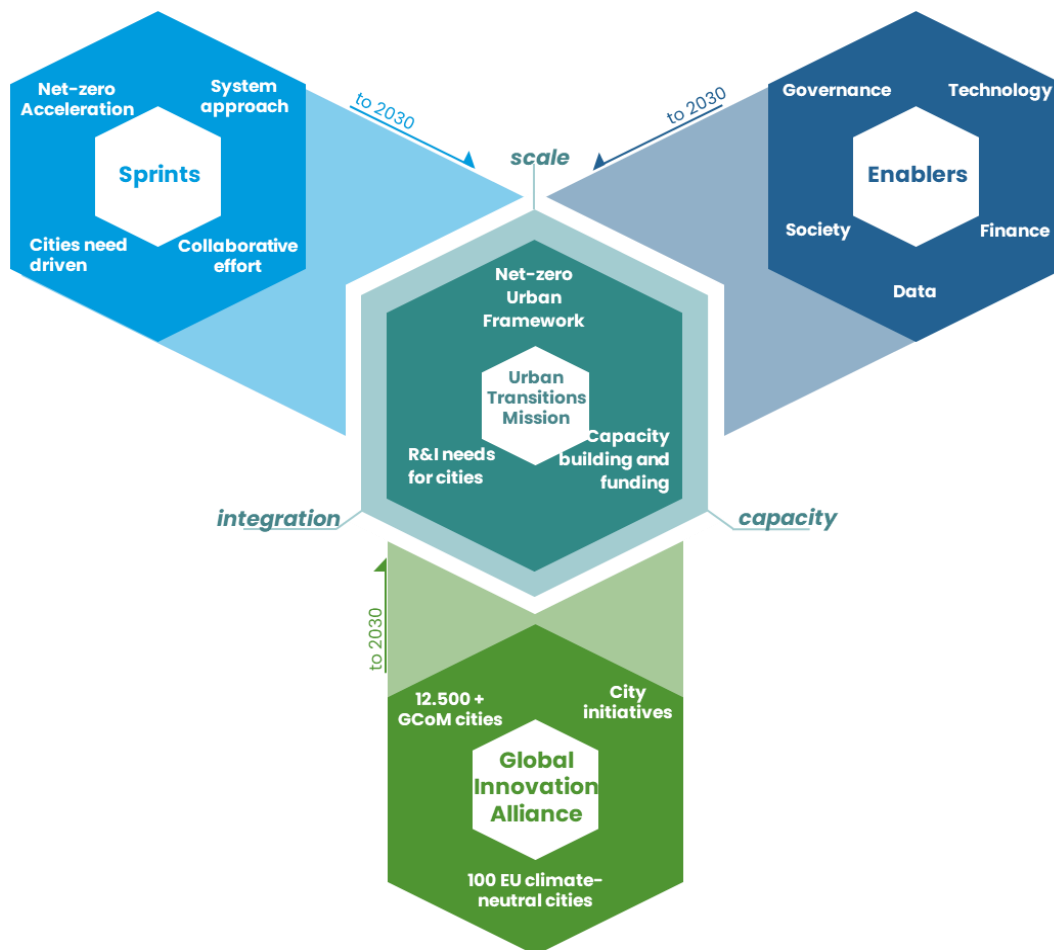 Net-zero
Acceleration
System
approach
Sprints
Cities need
driven
Collaborative
effort
to 2030
scale
to 2030
Governance
Technology
Enablers
Society
Finance
Data
Net-zero
Urban
Framework
Urban
Transitions
Mission
R&I needs
for cities
Capacity
building and
funding
integration
capacity
to 2030
12.500 +
GCoM cities
City
initiatives
Global
Innovation
Alliance
100 EU climate-
neutral cities